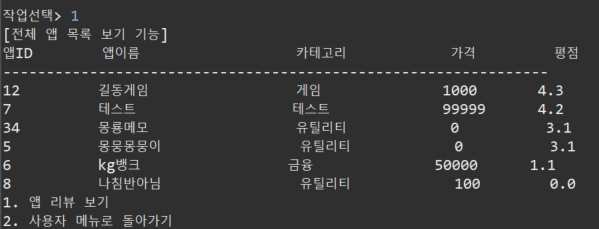 작업선택> 1
[전체 앱 목록 보기 기능]
앱ID 앱이름 카테고리 가격 평점
----------------------------------------------------------------------
12 길동게임 게임 1000 4.3
7 테스트 테스트 99999 4.2
34 몽룡메모 유틸리티 0 3.1
5 몽뭉몽뭉이 유틸리티 0 3.1
6 kg뱅크 금융 50000 1.1
8 나침반아님 유틸리티 100 0.0
1. 앱 리뷰 보기
2. 사용자 메뉴로 돌아가기